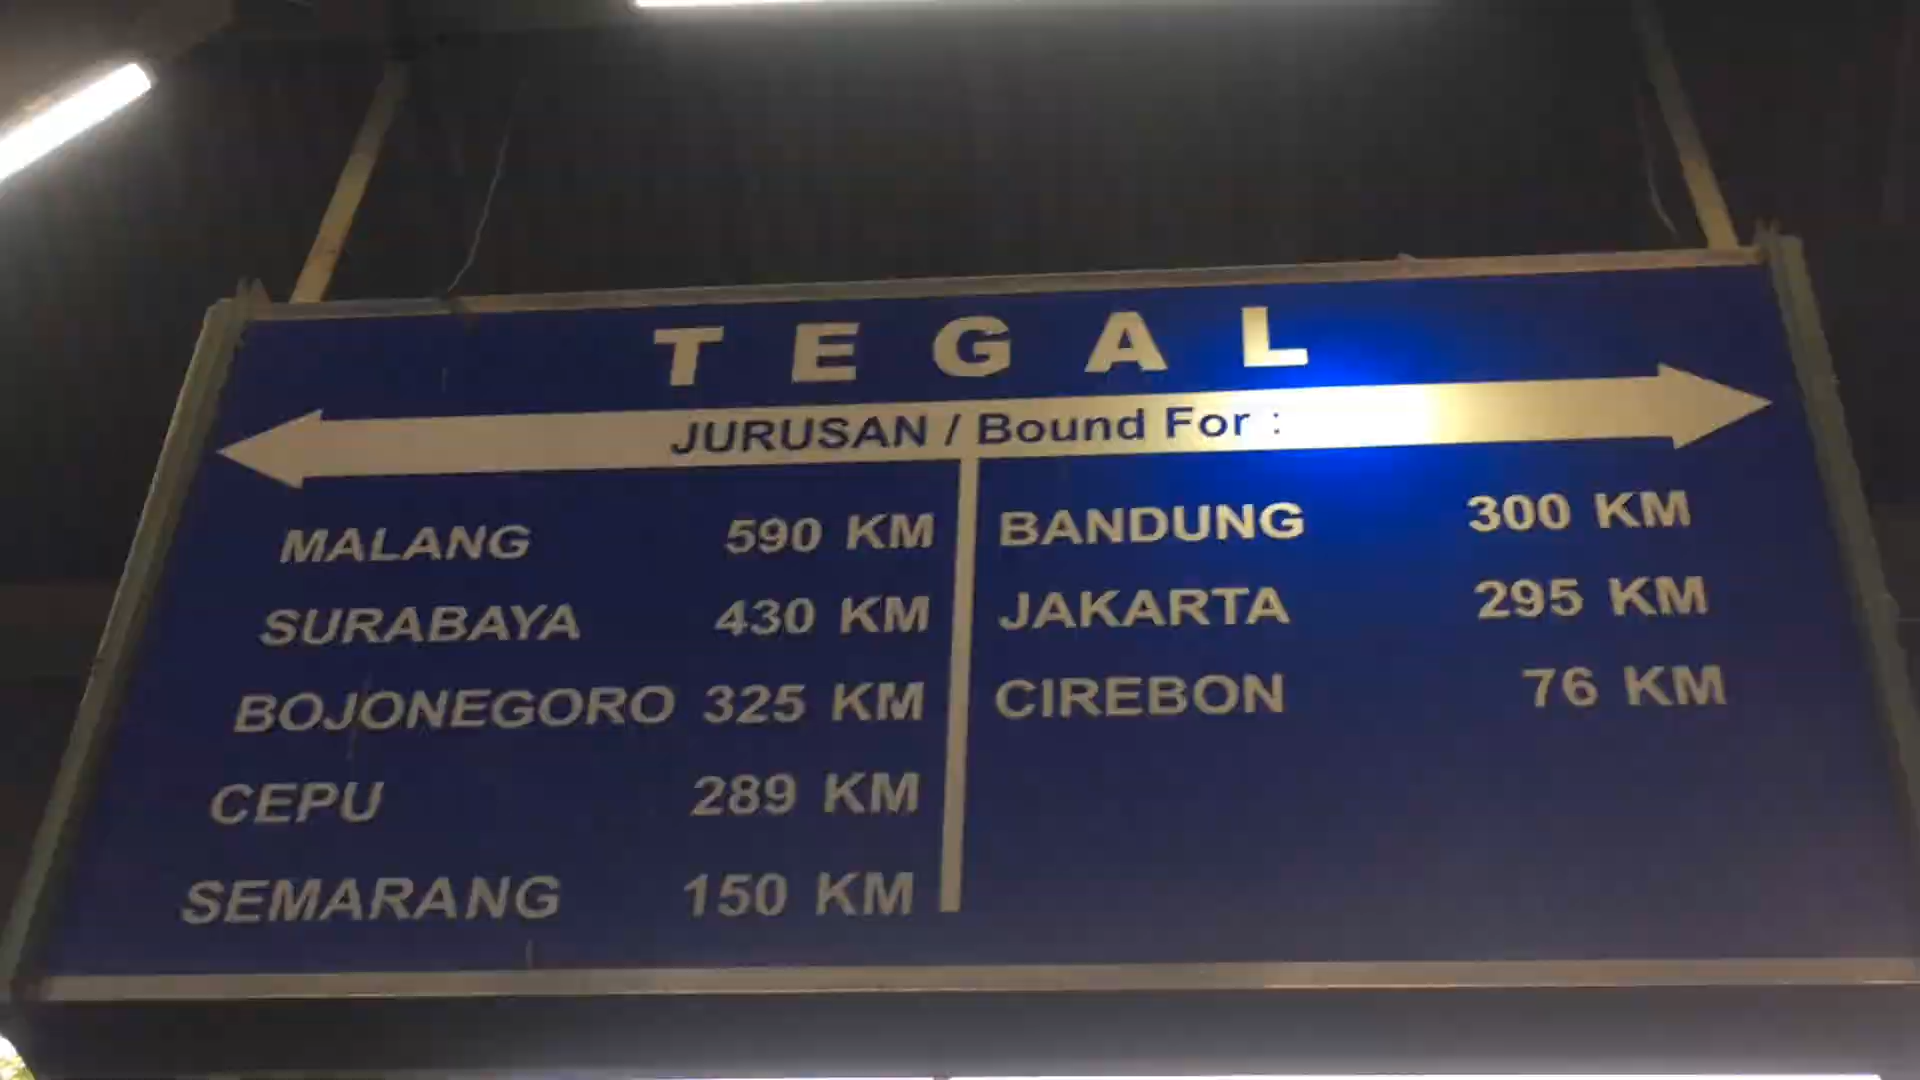 TEGAL
JURUSAN / Bound For :
MALANG 590 KM
SURABAYA 430 KM
BOJONEGORO 325 KM
CEPU 289 KM
SEMARANG 150 KM
BANDUNG 300 KM
JAKARTA 295 KM
CIREBON 76 KM